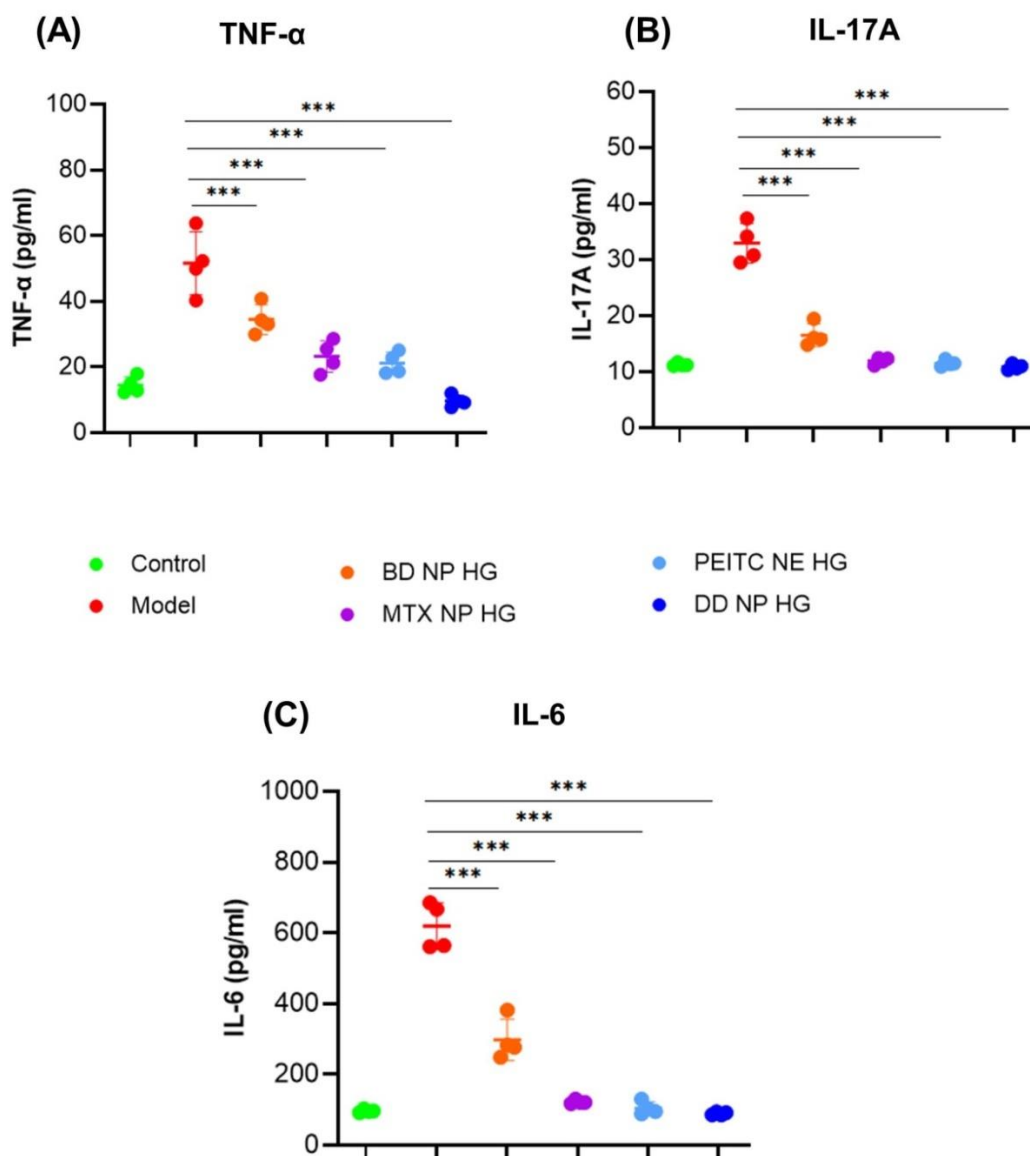 (A)
TNF-α
TNF-α (pg/ml)
100
80
60
40
20
0
***
***
***
***
(B)
IL-17A
IL-17A (pg/ml)
60
50
40
30
20
10
0
***
***
***
***
Control
Model
BD NP HG
MTX NP HG
PEITC NE HG
DD NP HG
(C)
IL-6
IL-6 (pg/ml)
1000
800
600
400
200
0
***
***
***
***